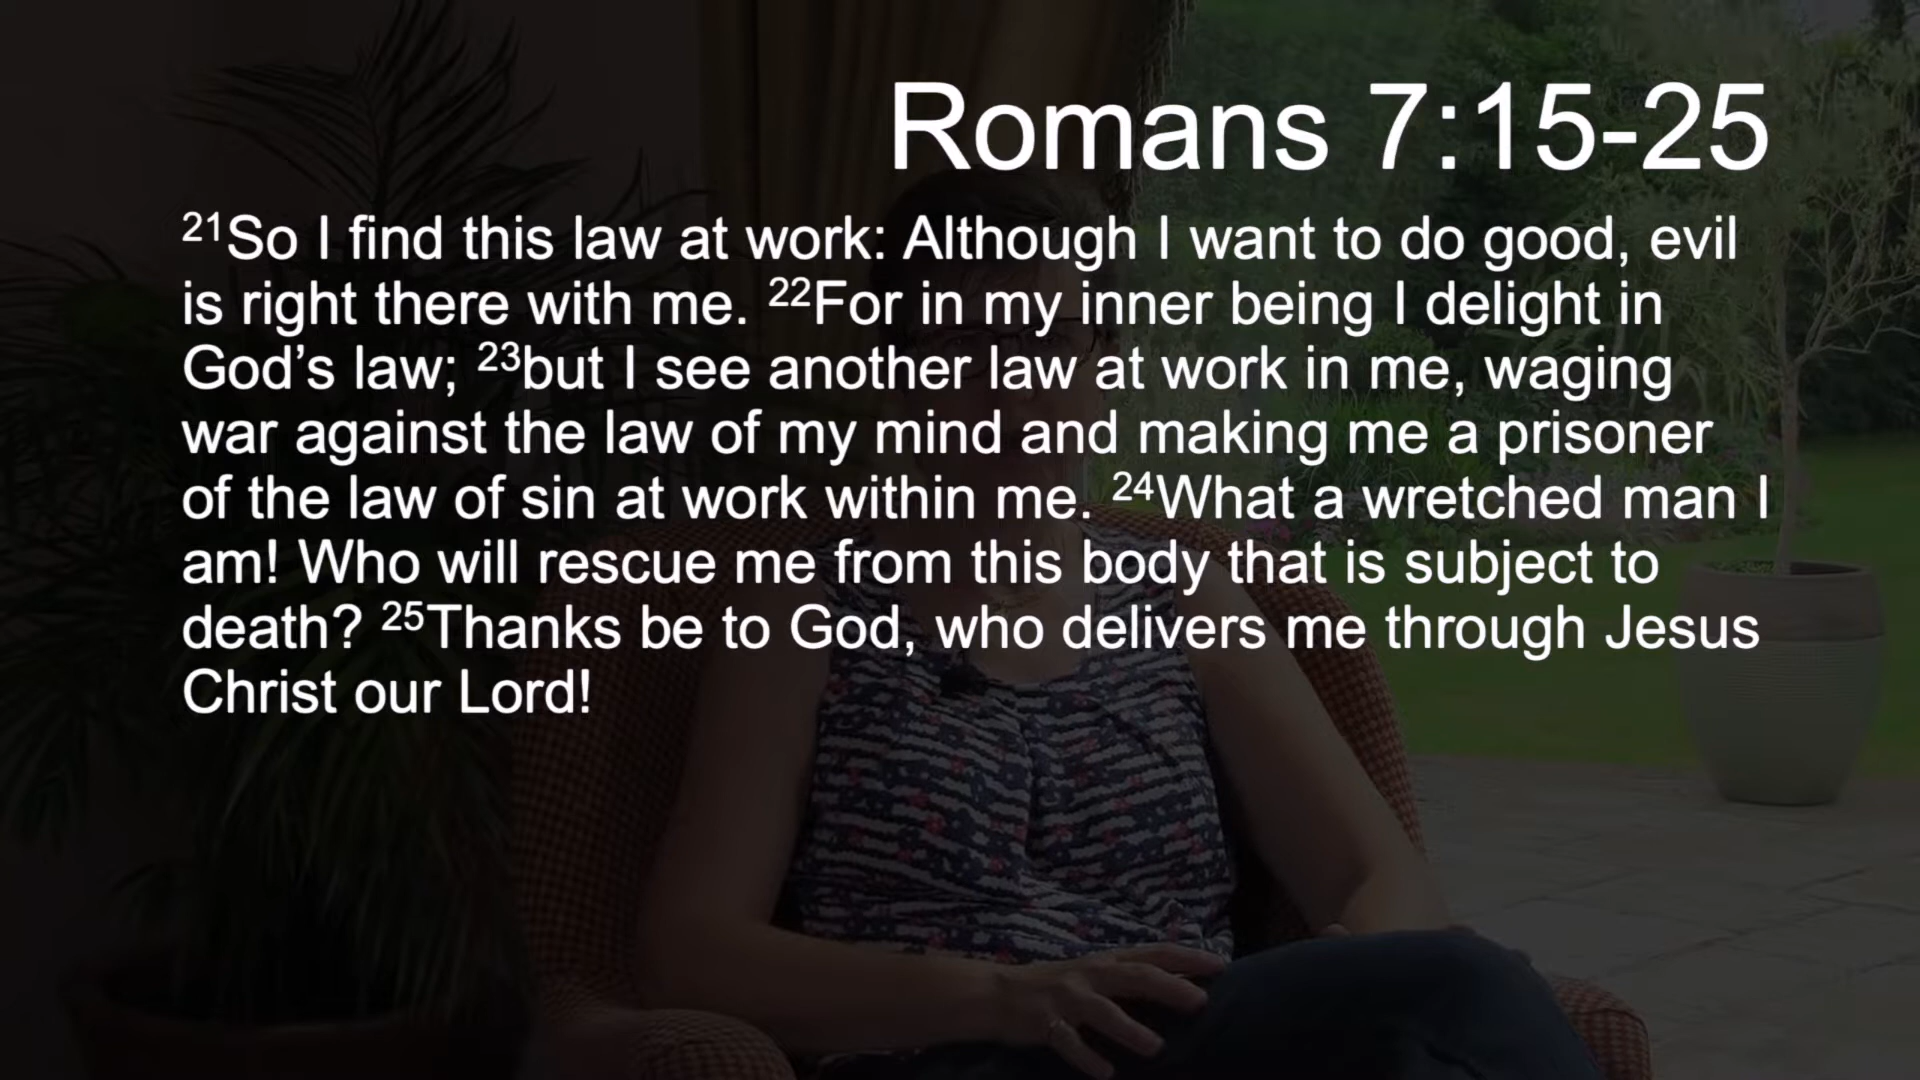 Romans 7:15-25
²¹So I find this law at work: Although I want to do good, evil
is right there with me. ²²For in my inner being I delight in
God’s law; ²³but I see another law at work in me, waging
war against the law of my mind and making me a prisoner
of the law of sin at work within me. ²⁴What a wretched man I
am! Who will rescue me from this body that is subject to
death? ²⁵Thanks be to God, who delivers me through Jesus
Christ our Lord!